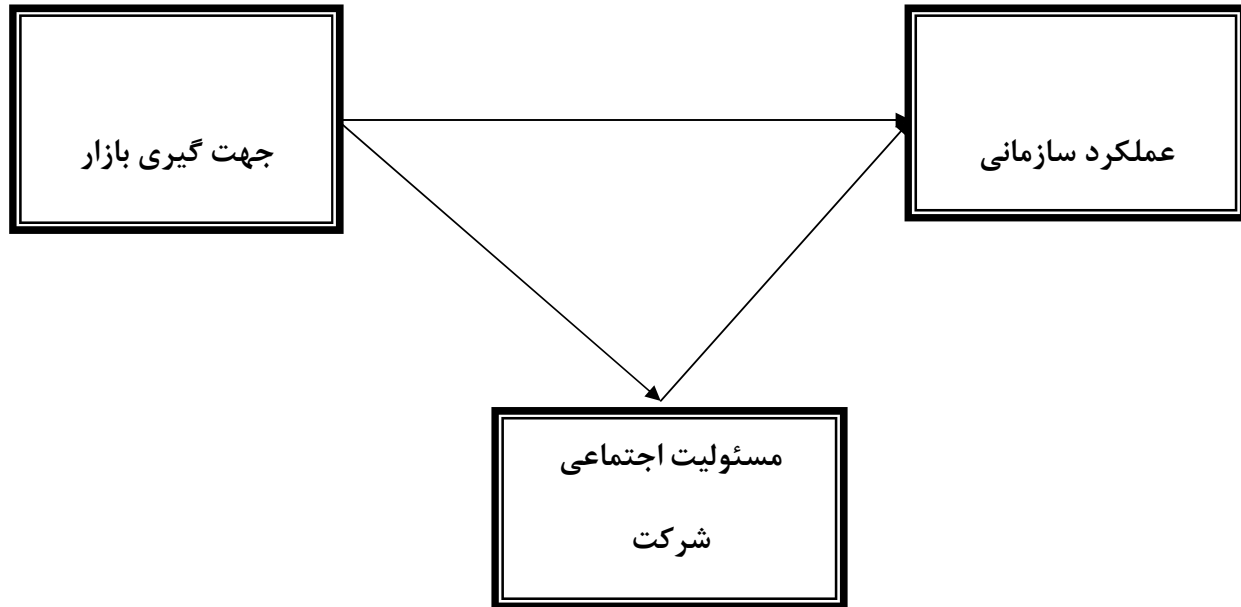 جهت گیری بازار
عملکرد سازمانی
مسئولیت اجتماعی
شرکت